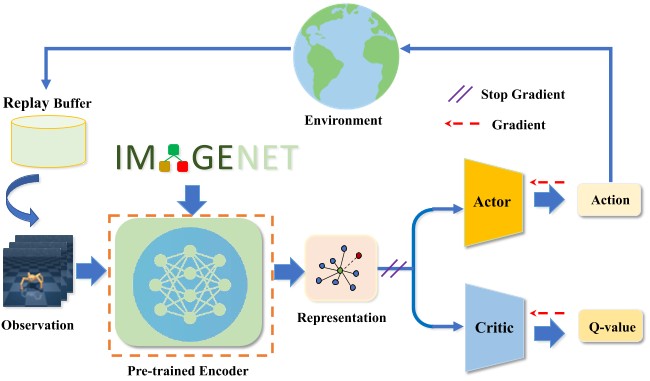 Replay Buffer
Environment
Stop Gradient
Gradient
IMAGENET
Actor
Action
Observation
Representation
Critic
Q-value
Pre-trained Encoder